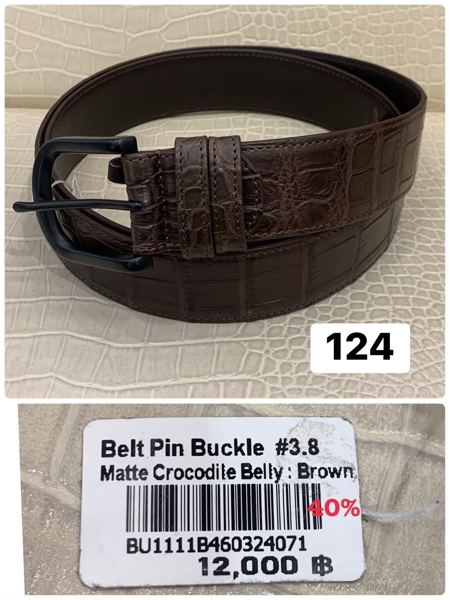 124
Belt Pin Buckle #3.8
Matte Crocodile Belly : Brown
40%
BU1111B460324071
12,000 ฿